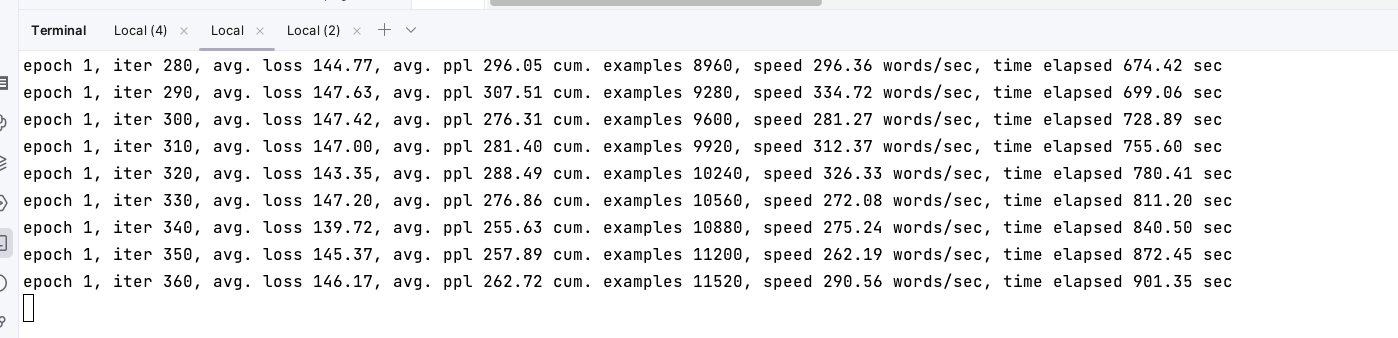 Terminal Local (4) Local Local (2)
epoch 1, iter 280, avg. loss 144.77, avg. ppl 296.05 cum. examples 8960, speed 296.36 words/sec, time elapsed 674.42 sec
epoch 1, iter 290, avg. loss 147.63, avg. ppl 307.51 cum. examples 9280, speed 334.72 words/sec, time elapsed 699.06 sec
epoch 1, iter 300, avg. loss 147.42, avg. ppl 276.31 cum. examples 9600, speed 281.27 words/sec, time elapsed 728.89 sec
epoch 1, iter 310, avg. loss 147.00, avg. ppl 281.40 cum. examples 9920, speed 312.37 words/sec, time elapsed 755.60 sec
epoch 1, iter 320, avg. loss 143.35, avg. ppl 288.49 cum. examples 10240, speed 326.33 words/sec, time elapsed 780.41 sec
epoch 1, iter 330, avg. loss 147.20, avg. ppl 276.86 cum. examples 10560, speed 272.08 words/sec, time elapsed 811.20 sec
epoch 1, iter 340, avg. loss 139.72, avg. ppl 255.63 cum. examples 10880, speed 275.24 words/sec, time elapsed 840.50 sec
epoch 1, iter 350, avg. loss 145.37, avg. ppl 257.89 cum. examples 11200, speed 262.19 words/sec, time elapsed 872.45 sec
epoch 1, iter 360, avg. loss 146.17, avg. ppl 262.72 cum. examples 11520, speed 290.56 words/sec, time elapsed 901.35 sec